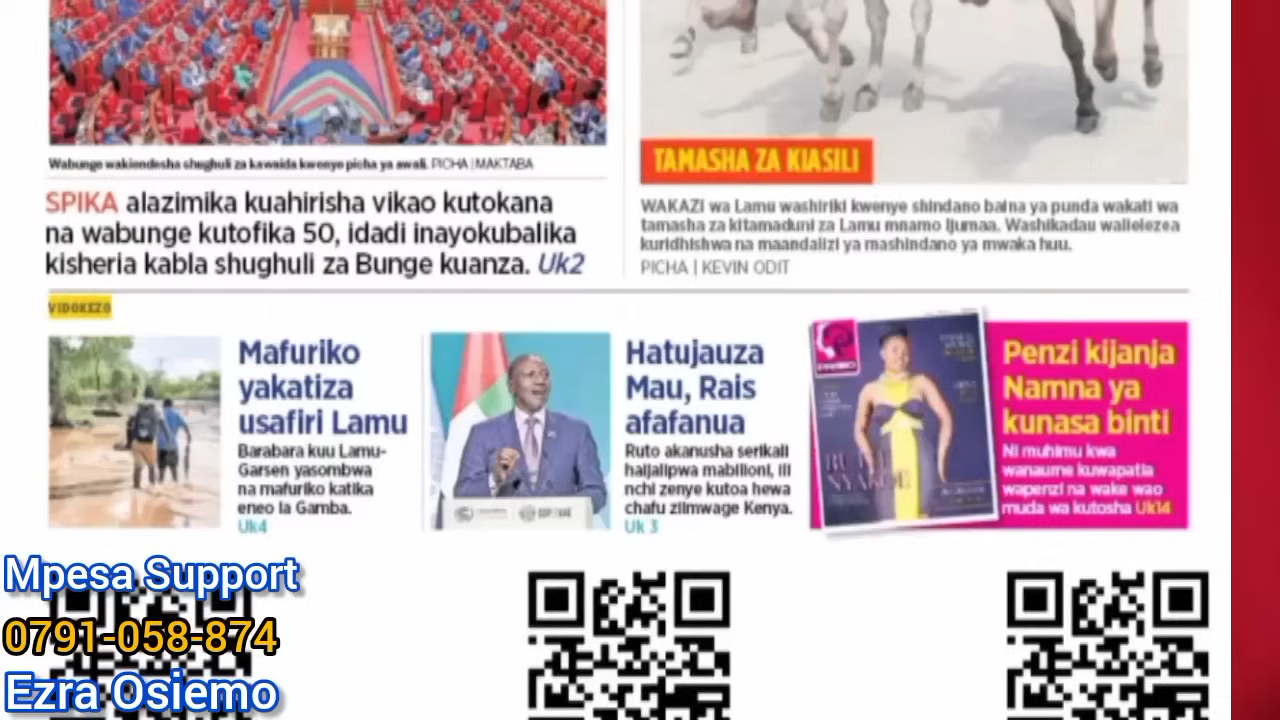 Wabunge wakiendesha shughuli za kawaida kwenye picha ya awali. PICHA | MAKTABA
SPIKA alazimika kuahirisha vikao kutokana
na wabunge kutofika 50, idadi inayokubalika
kisheria kabla shughuli za Bunge kuanza. Uk2
TAMASHA ZA KIASILI
WAKAZI wa Lamu washiriki kwenye shindano baina ya punda wakati wa
tamasha za kitamaduni za Lamu mnamo Ijumaa. Washikadau walielezea
kuridhishwa na maandalizi ya mashindano ya mwaka huu.
PICHA | KEVIN ODIT
VIDOKEZO
Mafuriko
yakatiza
usafiri Lamu
Barabara kuu Lamu-
Garsen yasombwa
na mafuriko katika
eneo la Gamba.
Uk4
Hatujauza
Mau, Rais
afafanua
Ruto akanusha serikali
haijalipwa mabilioni, ili
nchi zenye kutoa hewa
chafu zilmwage Kenya.
Uk 3
Penzi kijanja
Namna ya
kunasa binti
Ni muhimu kwa
wanaume kuwapatia
wapenzi na wake wao
muda wa kutosha Uk14
Mpesa Support
0791-058-874
Ezra Osiemo